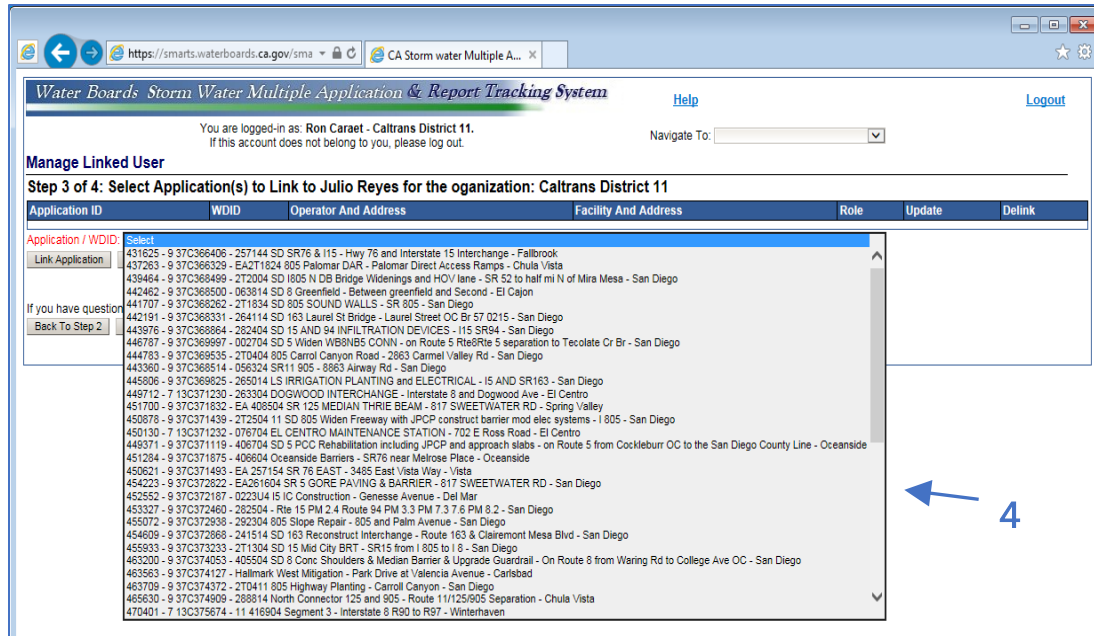 https://smarts.waterboards.ca.gov/sma
CA Storm water Multiple A...
Water Boards Storm Water Multiple Application & Report Tracking System
Help
Logout
You are logged-in as: Ron Caraet - Caltrans District 11.
If this account does not belong to you, please log out.
Navigate To:
Manage Linked User
Step 3 of 4: Select Application(s) to Link to Julio Reyes for the oganization: Caltrans District 11
Application ID WDID Operator And Address Facility And Address Role Update Delink
Application / WDID: Select
Link Application
If you have question
Back To Step 2
431625 - 9 37C366406 - 257144 SD SR76 & I15 - Hwy 76 and Interstate 15 Interchange - Fallbrook
437263 - 9 37C366329 - EA2T1824 805 Palomar DAR - Palomar Direct Access Ramps - Chula Vista
439464 - 9 37C368499 - 2T2004 SD I805 N DB Bridge Widenings and HOV lane - SR 52 to half mi N of Mira Mesa - San Diego
442462 - 9 37C368500 - 063814 SD 8 Greenfield - Between greenfield and Second - El Cajon
441707 - 9 37C368262 - 2T1834 SD 805 SOUND WALLS - SR 805 - San Diego
442191 - 9 37C368331 - 264114 SD 163 Laurel St Bridge - Laurel Street OC Br 57 0215 - San Diego
443976 - 9 37C368864 - 282404 SD 15 AND 94 INFILTRATION DEVICES - I15 SR94 - San Diego
446787 - 9 37C369997 - 002704 SD 5 Widen WB8NB5 CONN - on Route 5 Rte8Rte 5 separation to Tecolate Cr Br - San Diego
444783 - 9 37C369535 - 2T0404 805 Carrol Canyon Road - 2863 Carmel Valley Rd - San Diego
443360 - 9 37C368514 - 056324 SR11 905 - 8863 Airway Rd - San Diego
445806 - 9 37C369825 - 265014 LS IRRIGATION PLANTING and ELECTRICAL - I5 AND SR163 - San Diego
449712 - 7 13C371230 - 263304 DOGWOOD INTERCHANGE - Interstate 8 and Dogwood Ave - El Centro
451700 - 9 37C371832 - EA 408504 SR 125 MEDIAN THRIE BEAM - 817 SWEETWATER RD - Spring Valley
450878 - 9 37C371439 - 2T2504 11 SD 805 Widen Freeway with JPCP construct barrier mod elec systems - I 805 - San Diego
450130 - 7 13C371232 - 076704 EL CENTRO MAINTENANCE STATION - 702 E Ross Road - El Centro
449371 - 9 37C371119 - 406704 SD 5 PCC Rehabilitation including JPCP and approach slabs - on Route 5 from Cockleburr OC to the San Diego County Line - Oceanside
451284 - 9 37C371875 - 406604 Oceanside Barriers - SR76 near Melrose Place - Oceanside
450621 - 9 37C371493 - EA 257154 SR 76 EAST - 3485 East Vista Way - Vista
454223 - 9 37C372822 - EA261604 SR 5 GORE PAVING & BARRIER - 817 SWEETWATER RD - San Diego
452552 - 9 37C372187 - 0223U4 I5 IC Construction - Genesse Avenue - Del Mar
453327 - 9 37C372460 - 282504 - Rte 15 PM 2.4 Route 94 PM 3.3 PM 7.3 7.6 PM 8.2 - San Diego
455072 - 9 37C372938 - 292304 805 Slope Repair - 805 and Palm Avenue - San Diego
454609 - 9 37C372868 - 241514 SD 163 Reconstruct Interchange - Route 163 & Clairemont Mesa Blvd - San Diego
455933 - 9 37C373233 - 2T1304 SD 15 Mid City BRT - SR15 from I 805 to I 8 - San Diego
463200 - 9 37C374053 - 405504 SD 8 Conc Shoulders & Median Barrier & Upgrade Guardrail - On Route 8 from Waring Rd to College Ave OC - San Diego
463563 - 9 37C374127 - Hallmark West Mitigation - Park Drive at Valencia Avenue - Carlsbad
463709 - 9 37C374372 - 2T0411 805 Highway Planting - Carroll Canyon - San Diego
465630 - 9 37C374909 - 288814 North Connector 125 and 905 - Route 11/125/905 Separation - Chula Vista
470401 - 7 13C375674 - 11 416904 Segment 3 - Interstate 8 R90 to R97 - Winterhaven
4